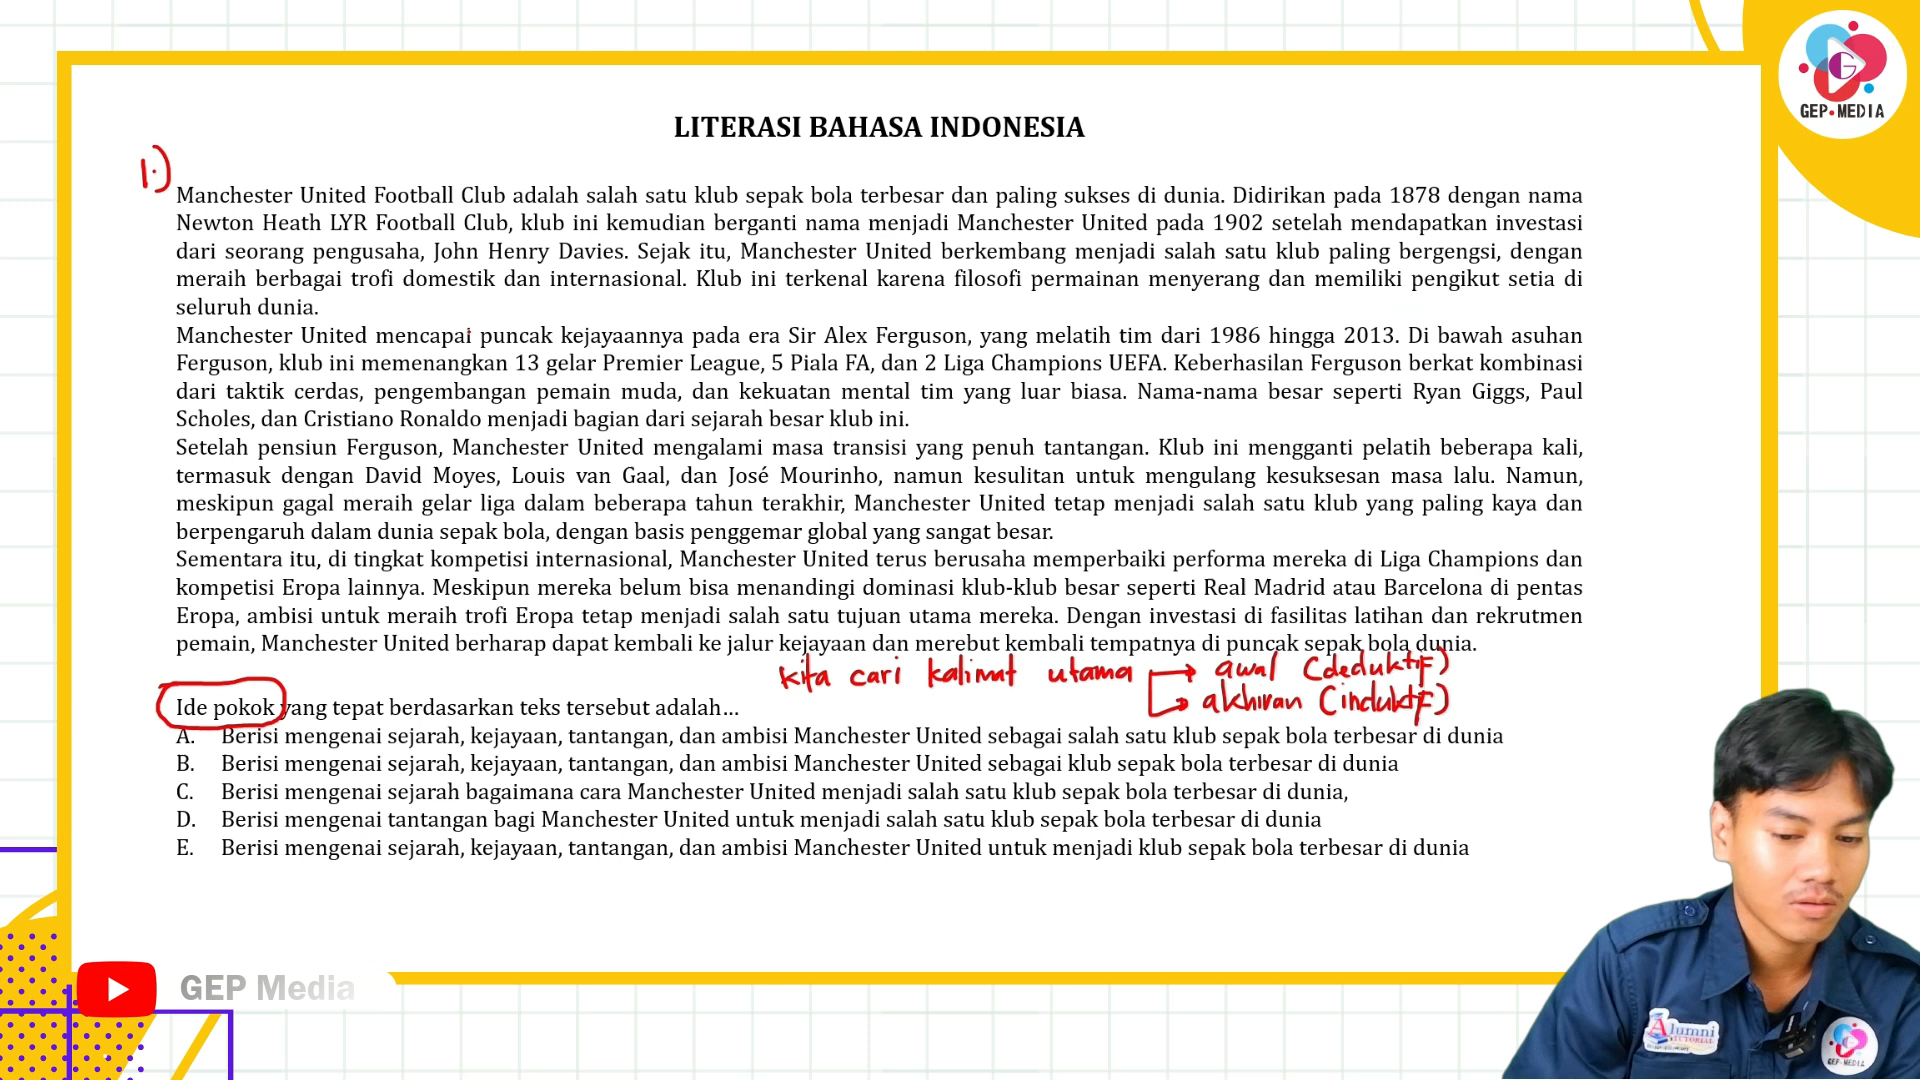 GEP•MEDIA
LITERASI BAHASA INDONESIA
1.)
Manchester United Football Club adalah salah satu klub sepak bola terbesar dan paling sukses di dunia. Didirikan pada 1878 dengan nama
Newton Heath LYR Football Club, klub ini kemudian berganti nama menjadi Manchester United pada 1902 setelah mendapatkan investasi
dari seorang pengusaha, John Henry Davies. Sejak itu, Manchester United berkembang menjadi salah satu klub paling bergengsi, dengan
meraih berbagai trofi domestik dan internasional. Klub ini terkenal karena filosofi permainan menyerang dan memiliki pengikut setia di
seluruh dunia.
Manchester United mencapai puncak kejayaannya pada era Sir Alex Ferguson, yang melatih tim dari 1986 hingga 2013. Di bawah asuhan
Ferguson, klub ini memenangkan 13 gelar Premier League, 5 Piala FA, dan 2 Liga Champions UEFA. Keberhasilan Ferguson berkat kombinasi
dari taktik cerdas, pengembangan pemain muda, dan kekuatan mental tim yang luar biasa. Nama-nama besar seperti Ryan Giggs, Paul
Scholes, dan Cristiano Ronaldo menjadi bagian dari sejarah besar klub ini.
Setelah pensiun Ferguson, Manchester United mengalami masa transisi yang penuh tantangan. Klub ini mengganti pelatih beberapa kali,
termasuk dengan David Moyes, Louis van Gaal, dan José Mourinho, namun kesulitan untuk mengulang kesuksesan masa lalu. Namun,
meskipun gagal meraih gelar liga dalam beberapa tahun terakhir, Manchester United tetap menjadi salah satu klub yang paling kaya dan
berpengaruh dalam dunia sepak bola, dengan basis penggemar global yang sangat besar.
Sementara itu, di tingkat kompetisi internasional, Manchester United terus berusaha memperbaiki performa mereka di Liga Champions dan
kompetisi Eropa lainnya. Meskipun mereka belum bisa menandingi dominasi klub-klub besar seperti Real Madrid atau Barcelona di pentas
Eropa, ambisi untuk meraih trofi Eropa tetap menjadi salah satu tujuan utama mereka. Dengan investasi di fasilitas latihan dan rekrutmen
pemain, Manchester United berharap dapat kembali ke jalur kejayaan dan merebut kembali tempatnya di puncak sepak bola dunia.
kita cari kalimat utama → awal (deduktif)
→ akhiran (induktif)
Ide pokok yang tepat berdasarkan teks tersebut adalah...
A. Berisi mengenai sejarah, kejayaan, tantangan, dan ambisi Manchester United sebagai salah satu klub sepak bola terbesar di dunia
B. Berisi mengenai sejarah, kejayaan, tantangan, dan ambisi Manchester United sebagai klub sepak bola terbesar di dunia
C. Berisi mengenai sejarah bagaimana cara Manchester United menjadi salah satu klub sepak bola terbesar di dunia,
D. Berisi mengenai tantangan bagi Manchester United untuk menjadi salah satu klub sepak bola terbesar di dunia
E. Berisi mengenai sejarah, kejayaan, tantangan, dan ambisi Manchester United untuk menjadi klub sepak bola terbesar di dunia
GEP Media
Alumni
TUTORIAL
GEP•MEDIA